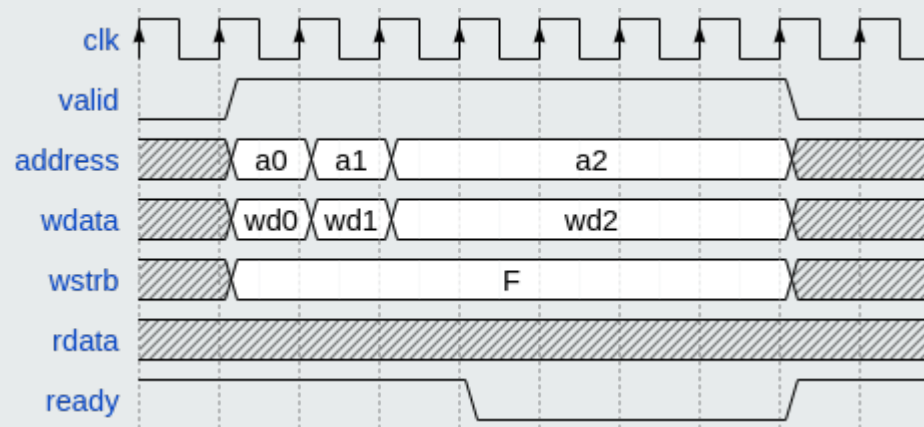 clk
valid
address a0 a1 a2
wdata wd0 wd1 wd2
wstrb F
rdata
ready